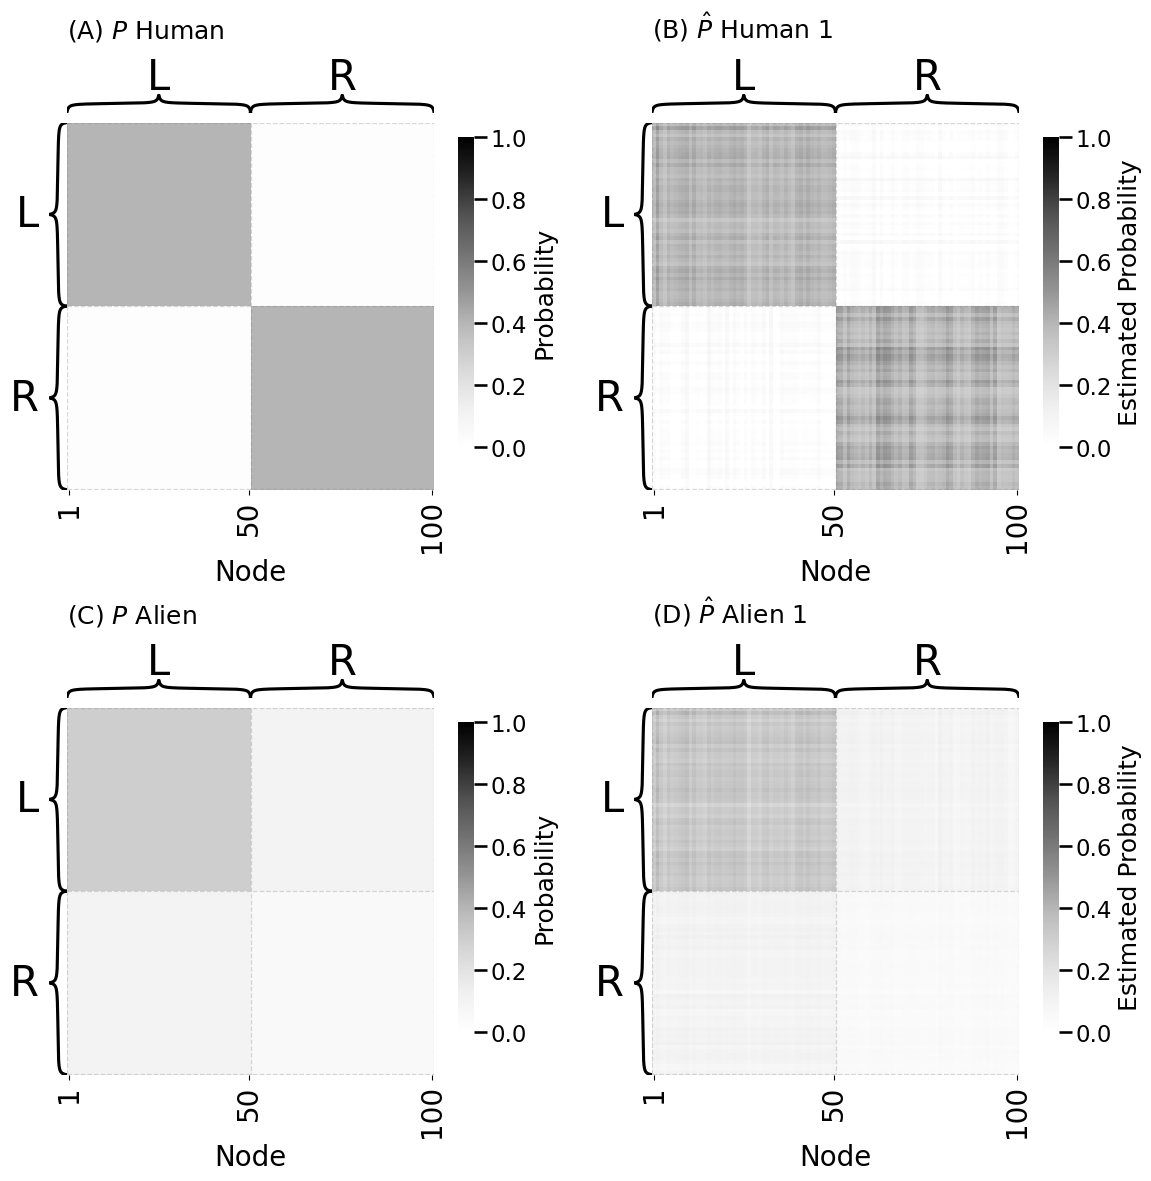 (A) P Human
L R
L
R
1.0
0.8
0.6
0.4
0.2
0.0
Probability
1 50 100
Node
(B) P̂ Human 1
L R
L
R
1.0
0.8
0.6
0.4
0.2
0.0
Estimated Probability
1 50 100
Node
(C) P Alien
L R
L
R
1.0
0.8
0.6
0.4
0.2
0.0
Probability
1 50 100
Node
(D) P̂ Alien 1
L R
L
R
1.0
0.8
0.6
0.4
0.2
0.0
Estimated Probability
1 50 100
Node